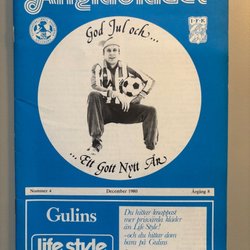 Änglabladet
I F K
God Jul och...
...Ett Gott Nytt År
Nummer 4
December 1980
Årgång 8
Gulins
life style
Du hittar knappast
mer prisvärda kläder
än Life Style!
-och du hittar dom
bara på Gulins